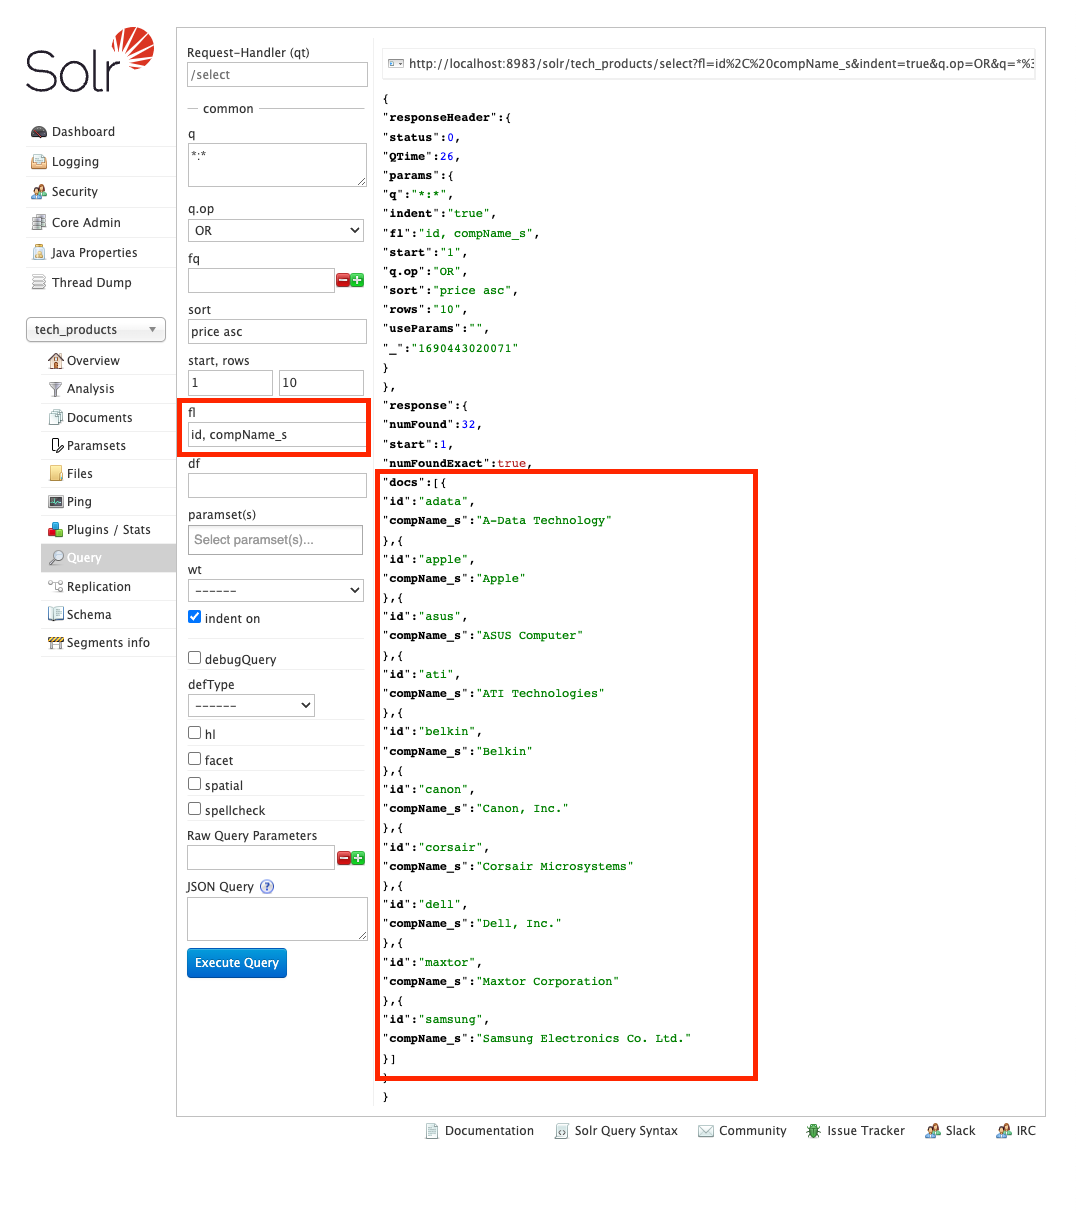 Solr
Dashboard
Logging
Security
Core Admin
Java Properties
Thread Dump
tech_products
Overview
Analysis
Documents
Paramsets
Files
Ping
Plugins / Stats
Query
Replication
Schema
Segments info
Request-Handler (qt)
/select
common
q
*:*
q.op
OR
fq
sort
price asc
start, rows
1 10
fl
id, compName_s
df
paramset(s)
Select paramset(s)...
wt
------
indent on
debugQuery
defType
------
hl
facet
spatial
spellcheck
Raw Query Parameters
JSON Query ?
Execute Query
http://localhost:8983/solr/tech_products/select?fl=id%2C%20compName_s&indent=true&q.op=OR&q=*%3
{
"responseHeader":{
"status":0,
"QTime":26,
"params":{
"q":"*:*",
"indent":"true",
"fl":"id, compName_s",
"start":"1",
"q.op":"OR",
"sort":"price asc",
"rows":"10",
"useParams":"",
"_":"1690443020071"
}
},
"response":{
"numFound":32,
"start":1,
"numFoundExact":true,
"docs":[{
"id":"adata",
"compName_s":"A-Data Technology"
},{
"id":"apple",
"compName_s":"Apple"
},{
"id":"asus",
"compName_s":"ASUS Computer"
},{
"id":"ati",
"compName_s":"ATI Technologies"
},{
"id":"belkin",
"compName_s":"Belkin"
},{
"id":"canon",
"compName_s":"Canon, Inc."
},{
"id":"corsair",
"compName_s":"Corsair Microsystems"
},{
"id":"dell",
"compName_s":"Dell, Inc."
},{
"id":"maxtor",
"compName_s":"Maxtor Corporation"
},{
"id":"samsung",
"compName_s":"Samsung Electronics Co. Ltd."
}]
}
}
Documentation Solr Query Syntax Community Issue Tracker Slack IRC